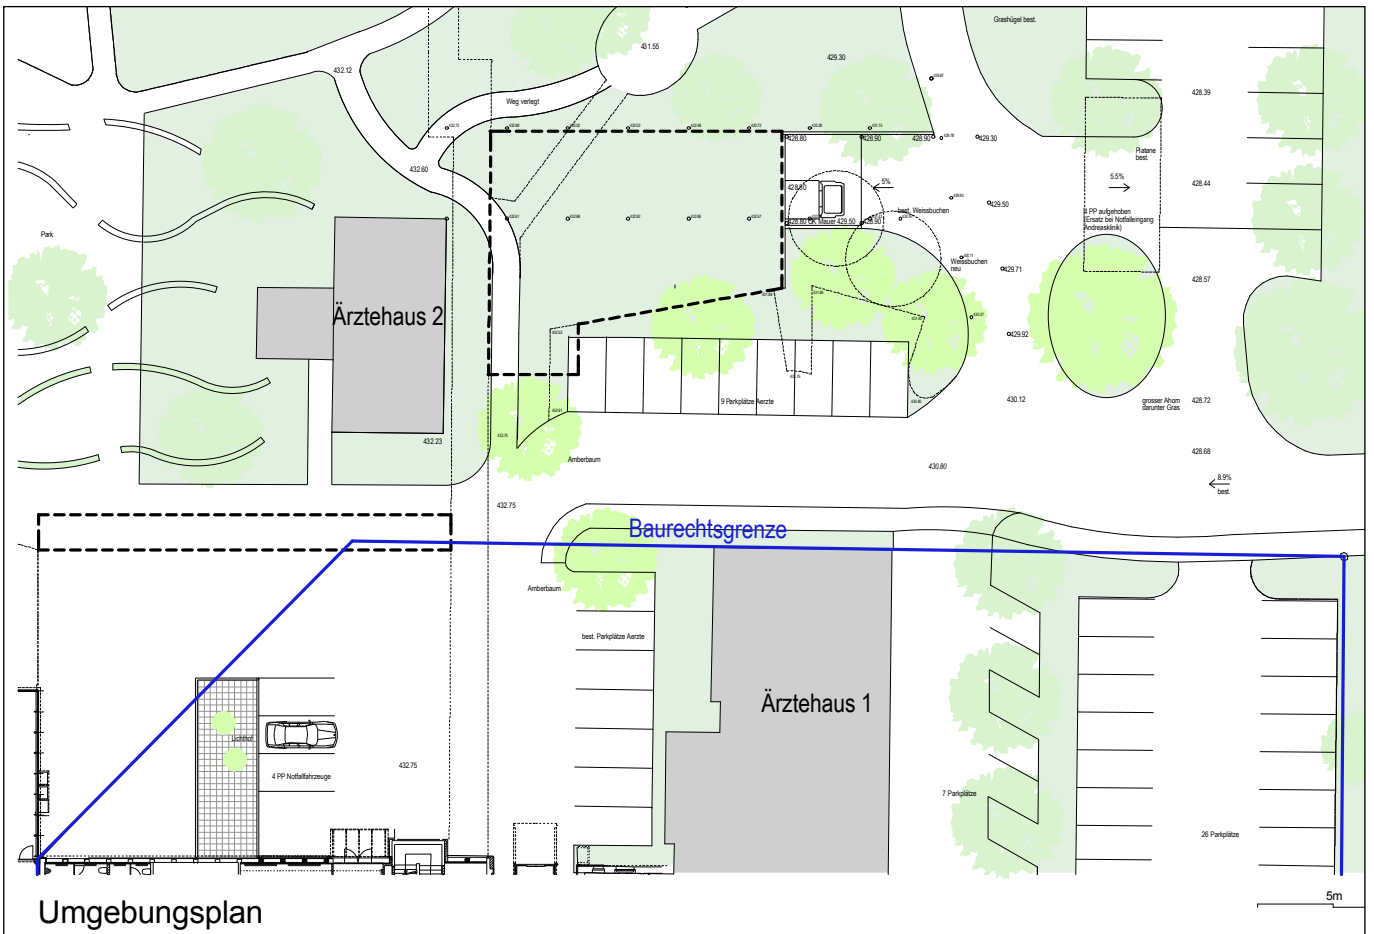 Grashügel best.
431.55
429.30
432.12
428.39
Weg verlegt
428.80
428.90
428.90
429.30
Platane
best.
432.60
5%
5.5%
428.44
428.80
best. Weissbuchen
429.50
4 PP aufgehoben
(Ersatz bei Notfalleingang
Andreasklinik)
428.80 OK Mauer 429.50
428.90
Park
Weissbuchen
neu
429.71
428.57
Ärztehaus 2
429.92
9 Parkplätze Aerzte
430.12
grosser Ahorn
darunter Gras
428.72
432.23
Amberbaum
430.80
428.68
8.9%
best.
432.75
Baurechtsgrenze
Amberbaum
best. Parkplätze Aerzte
Ärztehaus 1
Lichthof
432.75
4 PP Notfallfahrzeuge
7 Parkplätze
26 Parkplätze
5m
Umgebungsplan